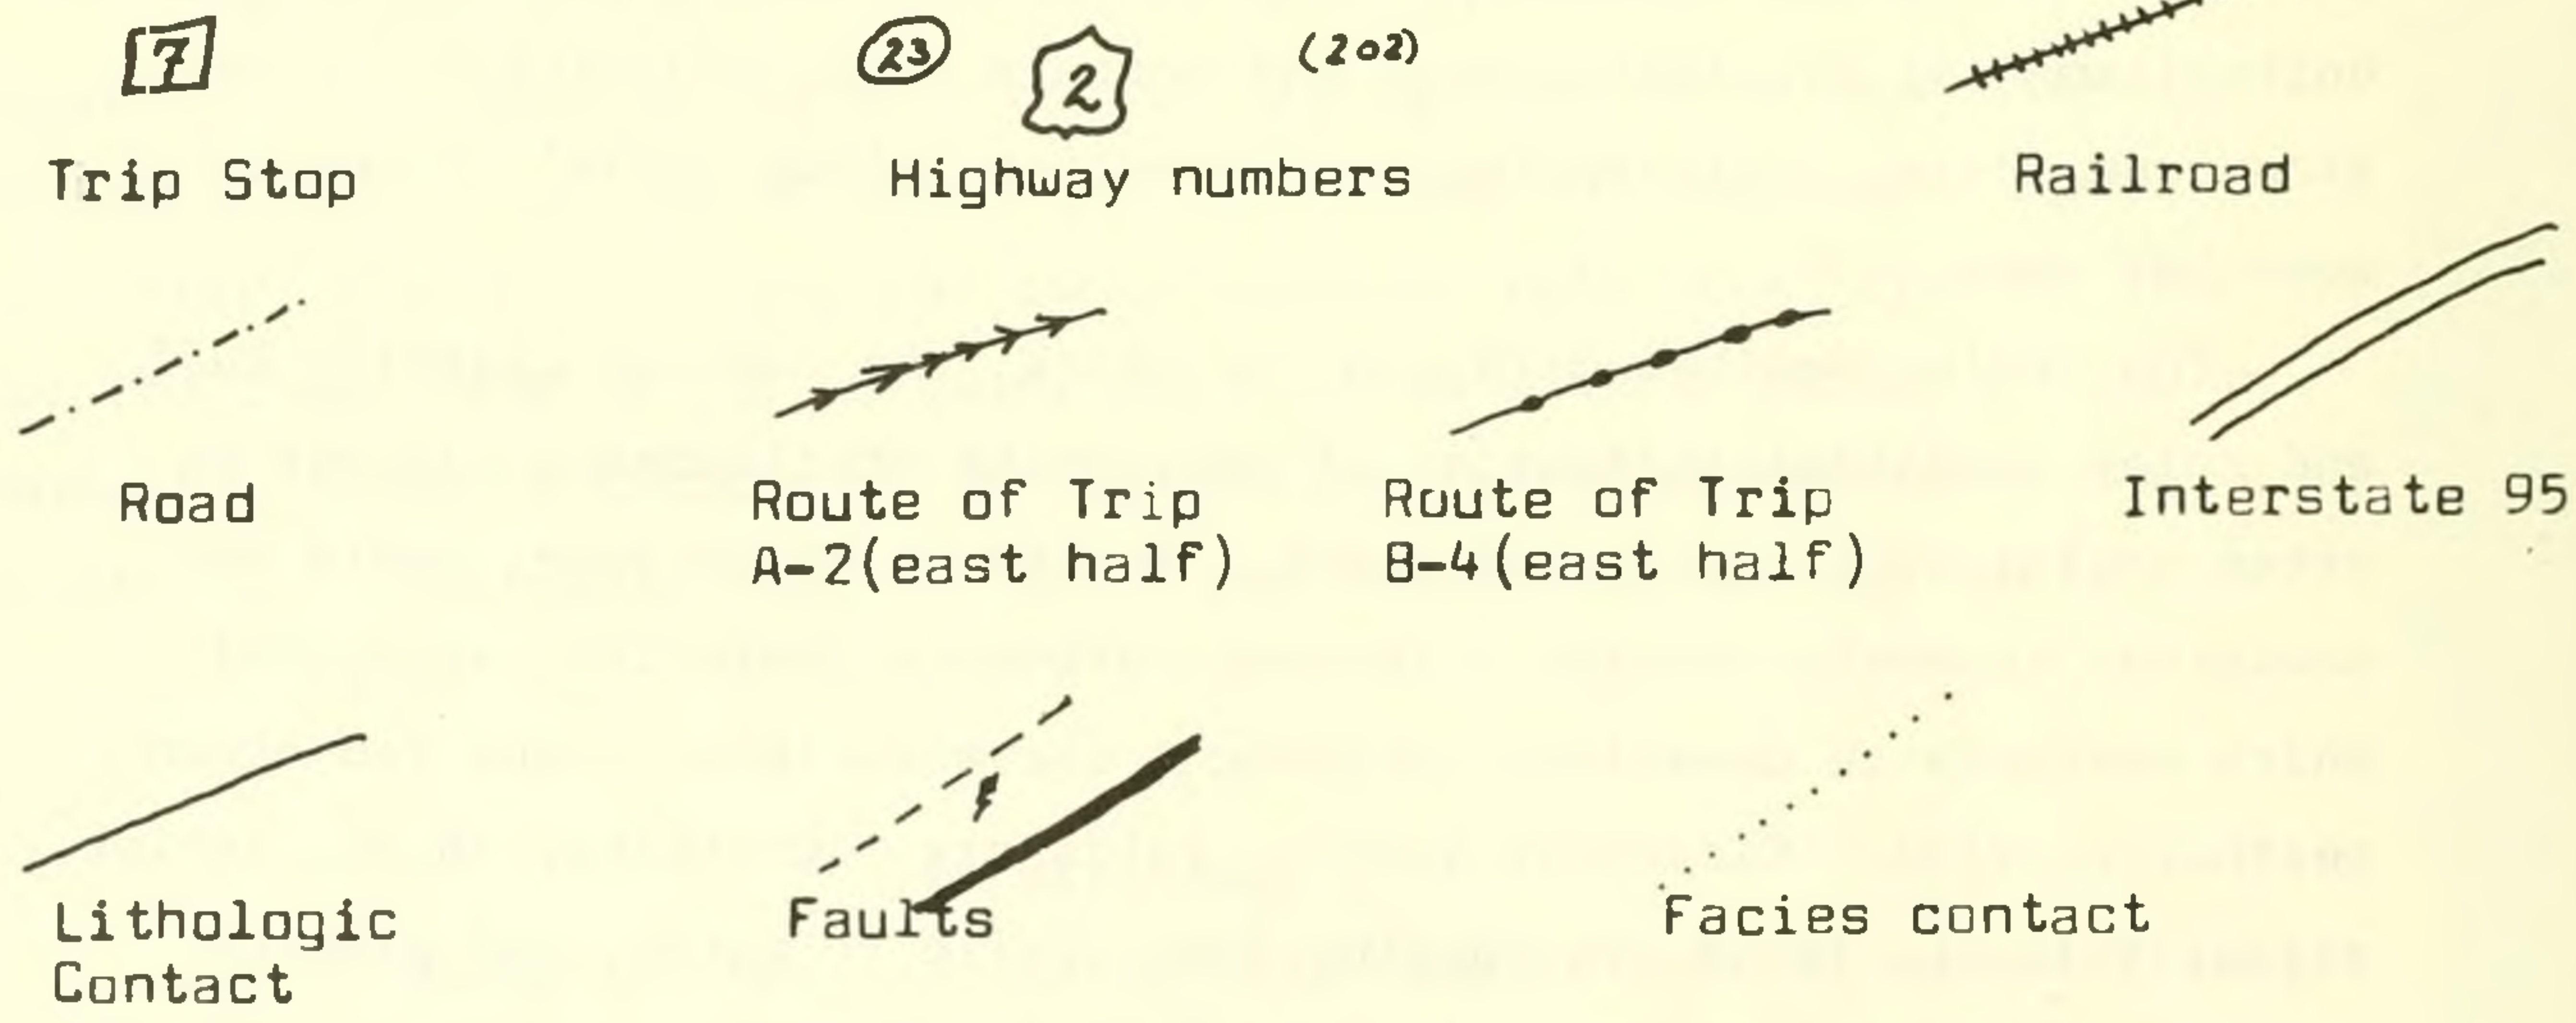 7 23 2 (202)
Trip Stop Highway numbers Railroad
Road Route of Trip Route of Trip Interstate 95
A-2(east half) B-4(east half)
Lithologic Faults Facies contact
Contact